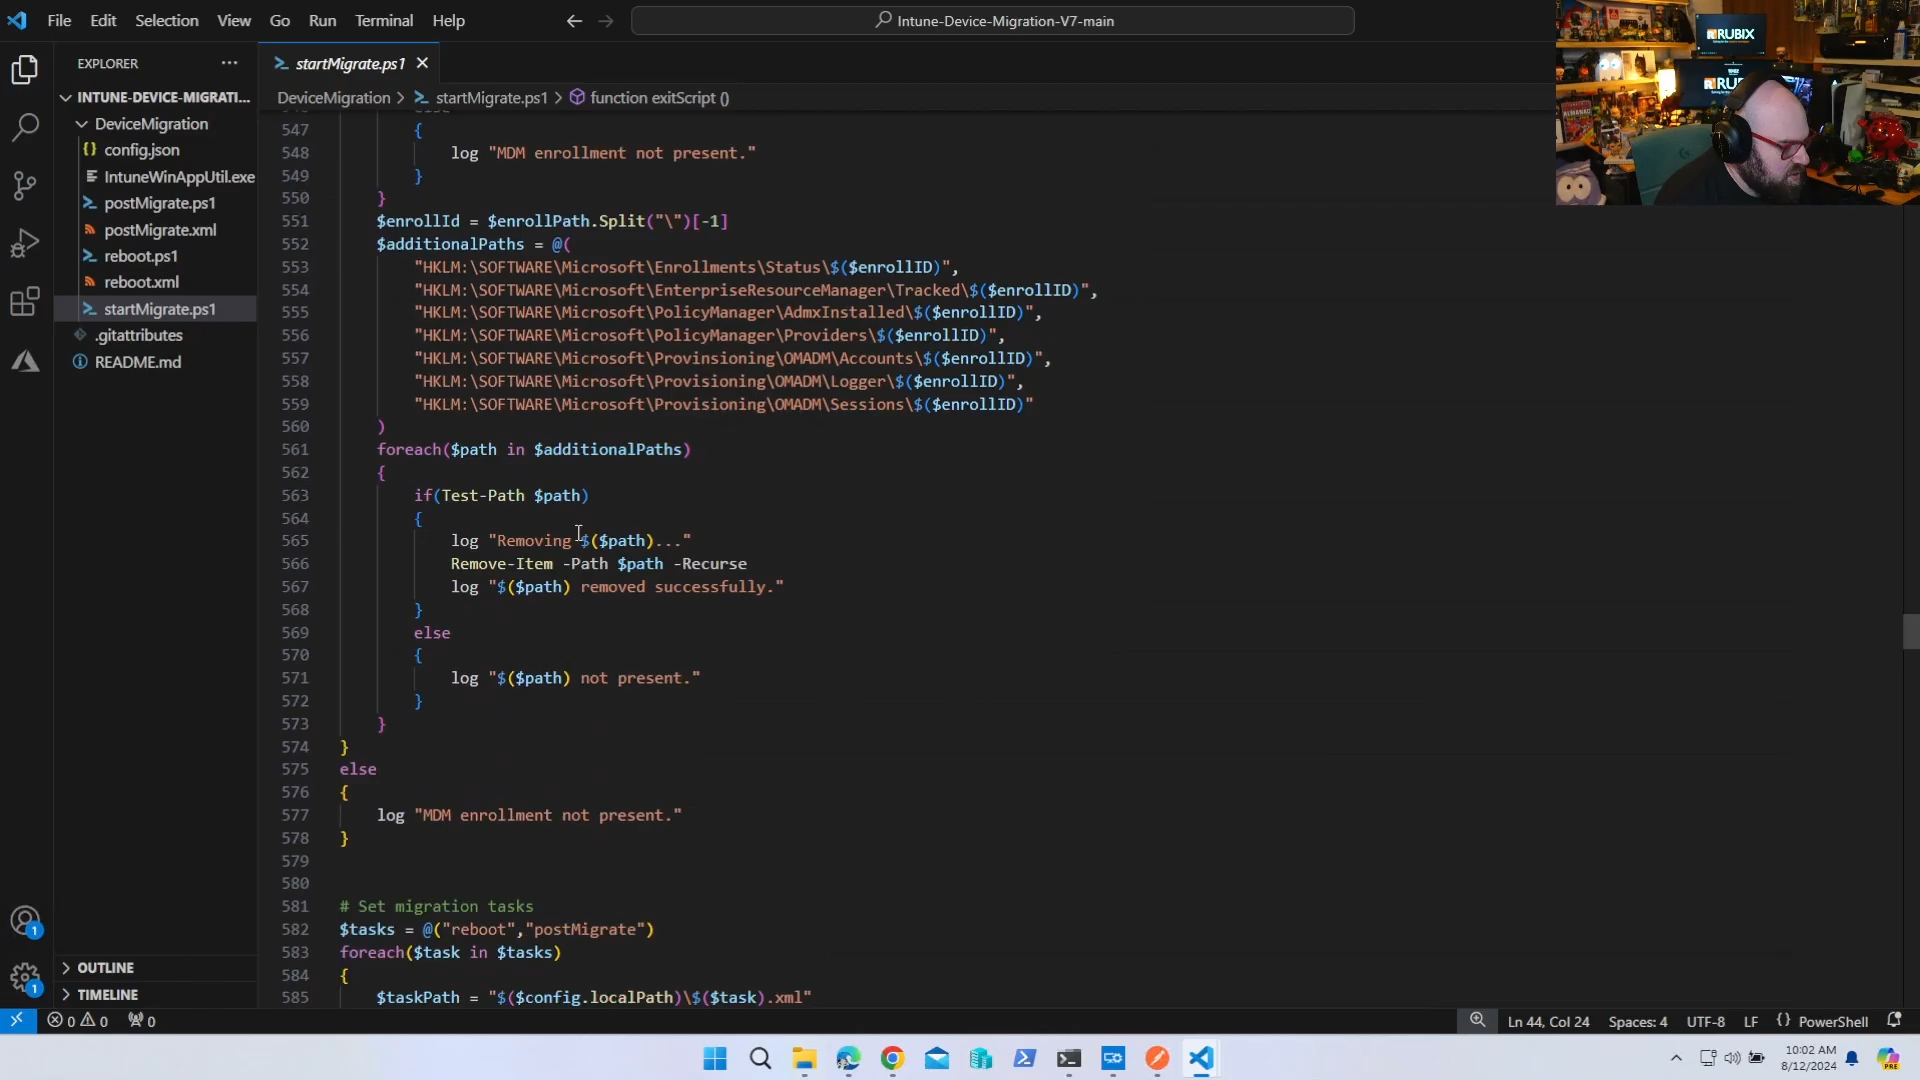 File Edit Selection View Go Run Terminal Help
Intune-Device-Migration-V7-main
EXPLORER
INTUNE-DEVICE-MIGRATI...
DeviceMigration
config.json
IntuneWinAppUtil.exe
postMigrate.ps1
postMigrate.xml
reboot.ps1
reboot.xml
startMigrate.ps1
.gitattributes
README.md
OUTLINE
TIMELINE
startMigrate.ps1
DeviceMigration > startMigrate.ps1 > function exitScript ()
547 {
548 log "MDM enrollment not present."
549 }
550 }
551 $enrollId = $enrollPath.Split("\")[-1]
552 $additionalPaths = @(
553 "HKLM:\SOFTWARE\Microsoft\Enrollments\Status\$($enrollID)",
554 "HKLM:\SOFTWARE\Microsoft\EnterpriseResourceManager\Tracked\$($enrollID)",
555 "HKLM:\SOFTWARE\Microsoft\PolicyManager\AdmxInstalled\$($enrollID)",
556 "HKLM:\SOFTWARE\Microsoft\PolicyManager\Providers\$($enrollID)",
557 "HKLM:\SOFTWARE\Microsoft\Provinsioning\OMADM\Accounts\$($enrollID)",
558 "HKLM:\SOFTWARE\Microsoft\Provisioning\OMADM\Logger\$($enrollID)",
559 "HKLM:\SOFTWARE\Microsoft\Provisioning\OMADM\Sessions\$($enrollID)"
560 )
561 foreach($path in $additionalPaths)
562 {
563 if(Test-Path $path)
564 {
565 log "Removing $($path)..."
566 Remove-Item -Path $path -Recurse
567 log "$($path) removed successfully."
568 }
569 else
570 {
571 log "$($path) not present."
572 }
573 }
574 }
575 else
576 {
577 log "MDM enrollment not present."
578 }
579
580
581 # Set migration tasks
582 $tasks = @("reboot","postMigrate")
583 foreach($task in $tasks)
584 {
585 $taskPath = "$($config.localPath)\$($task).xml"
RUBIX
1
1
0 0 0
Ln 44, Col 24 Spaces: 4 UTF-8 LF {} PowerShell
10:02 AM
8/12/2024
PRE